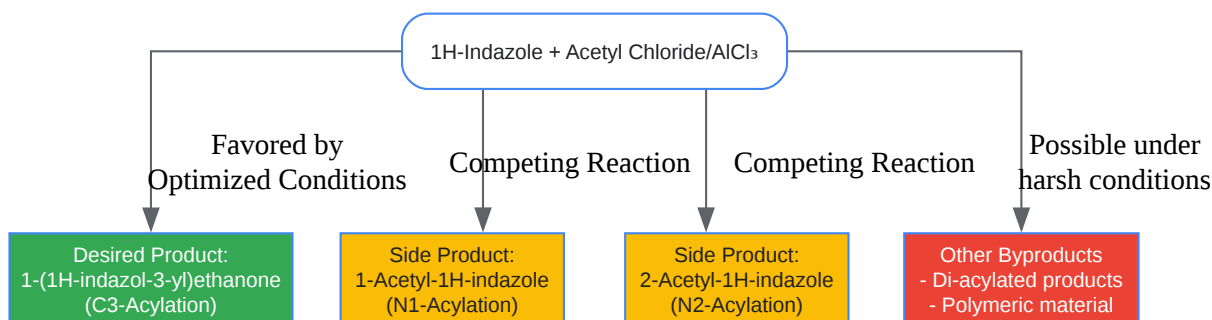 1H-Indazole + Acetyl Chloride/AlCl₃
Favored by
Optimized Conditions
Competing Reaction
Competing Reaction
Possible under
harsh conditions
Desired Product:
1-(1H-indazol-3-yl)ethanone
(C3-Acylation)
Side Product:
1-Acetyl-1H-indazole
(N1-Acylation)
Side Product:
2-Acetyl-1H-indazole
(N2-Acylation)
Other Byproducts
- Di-acylated products
- Polymeric material